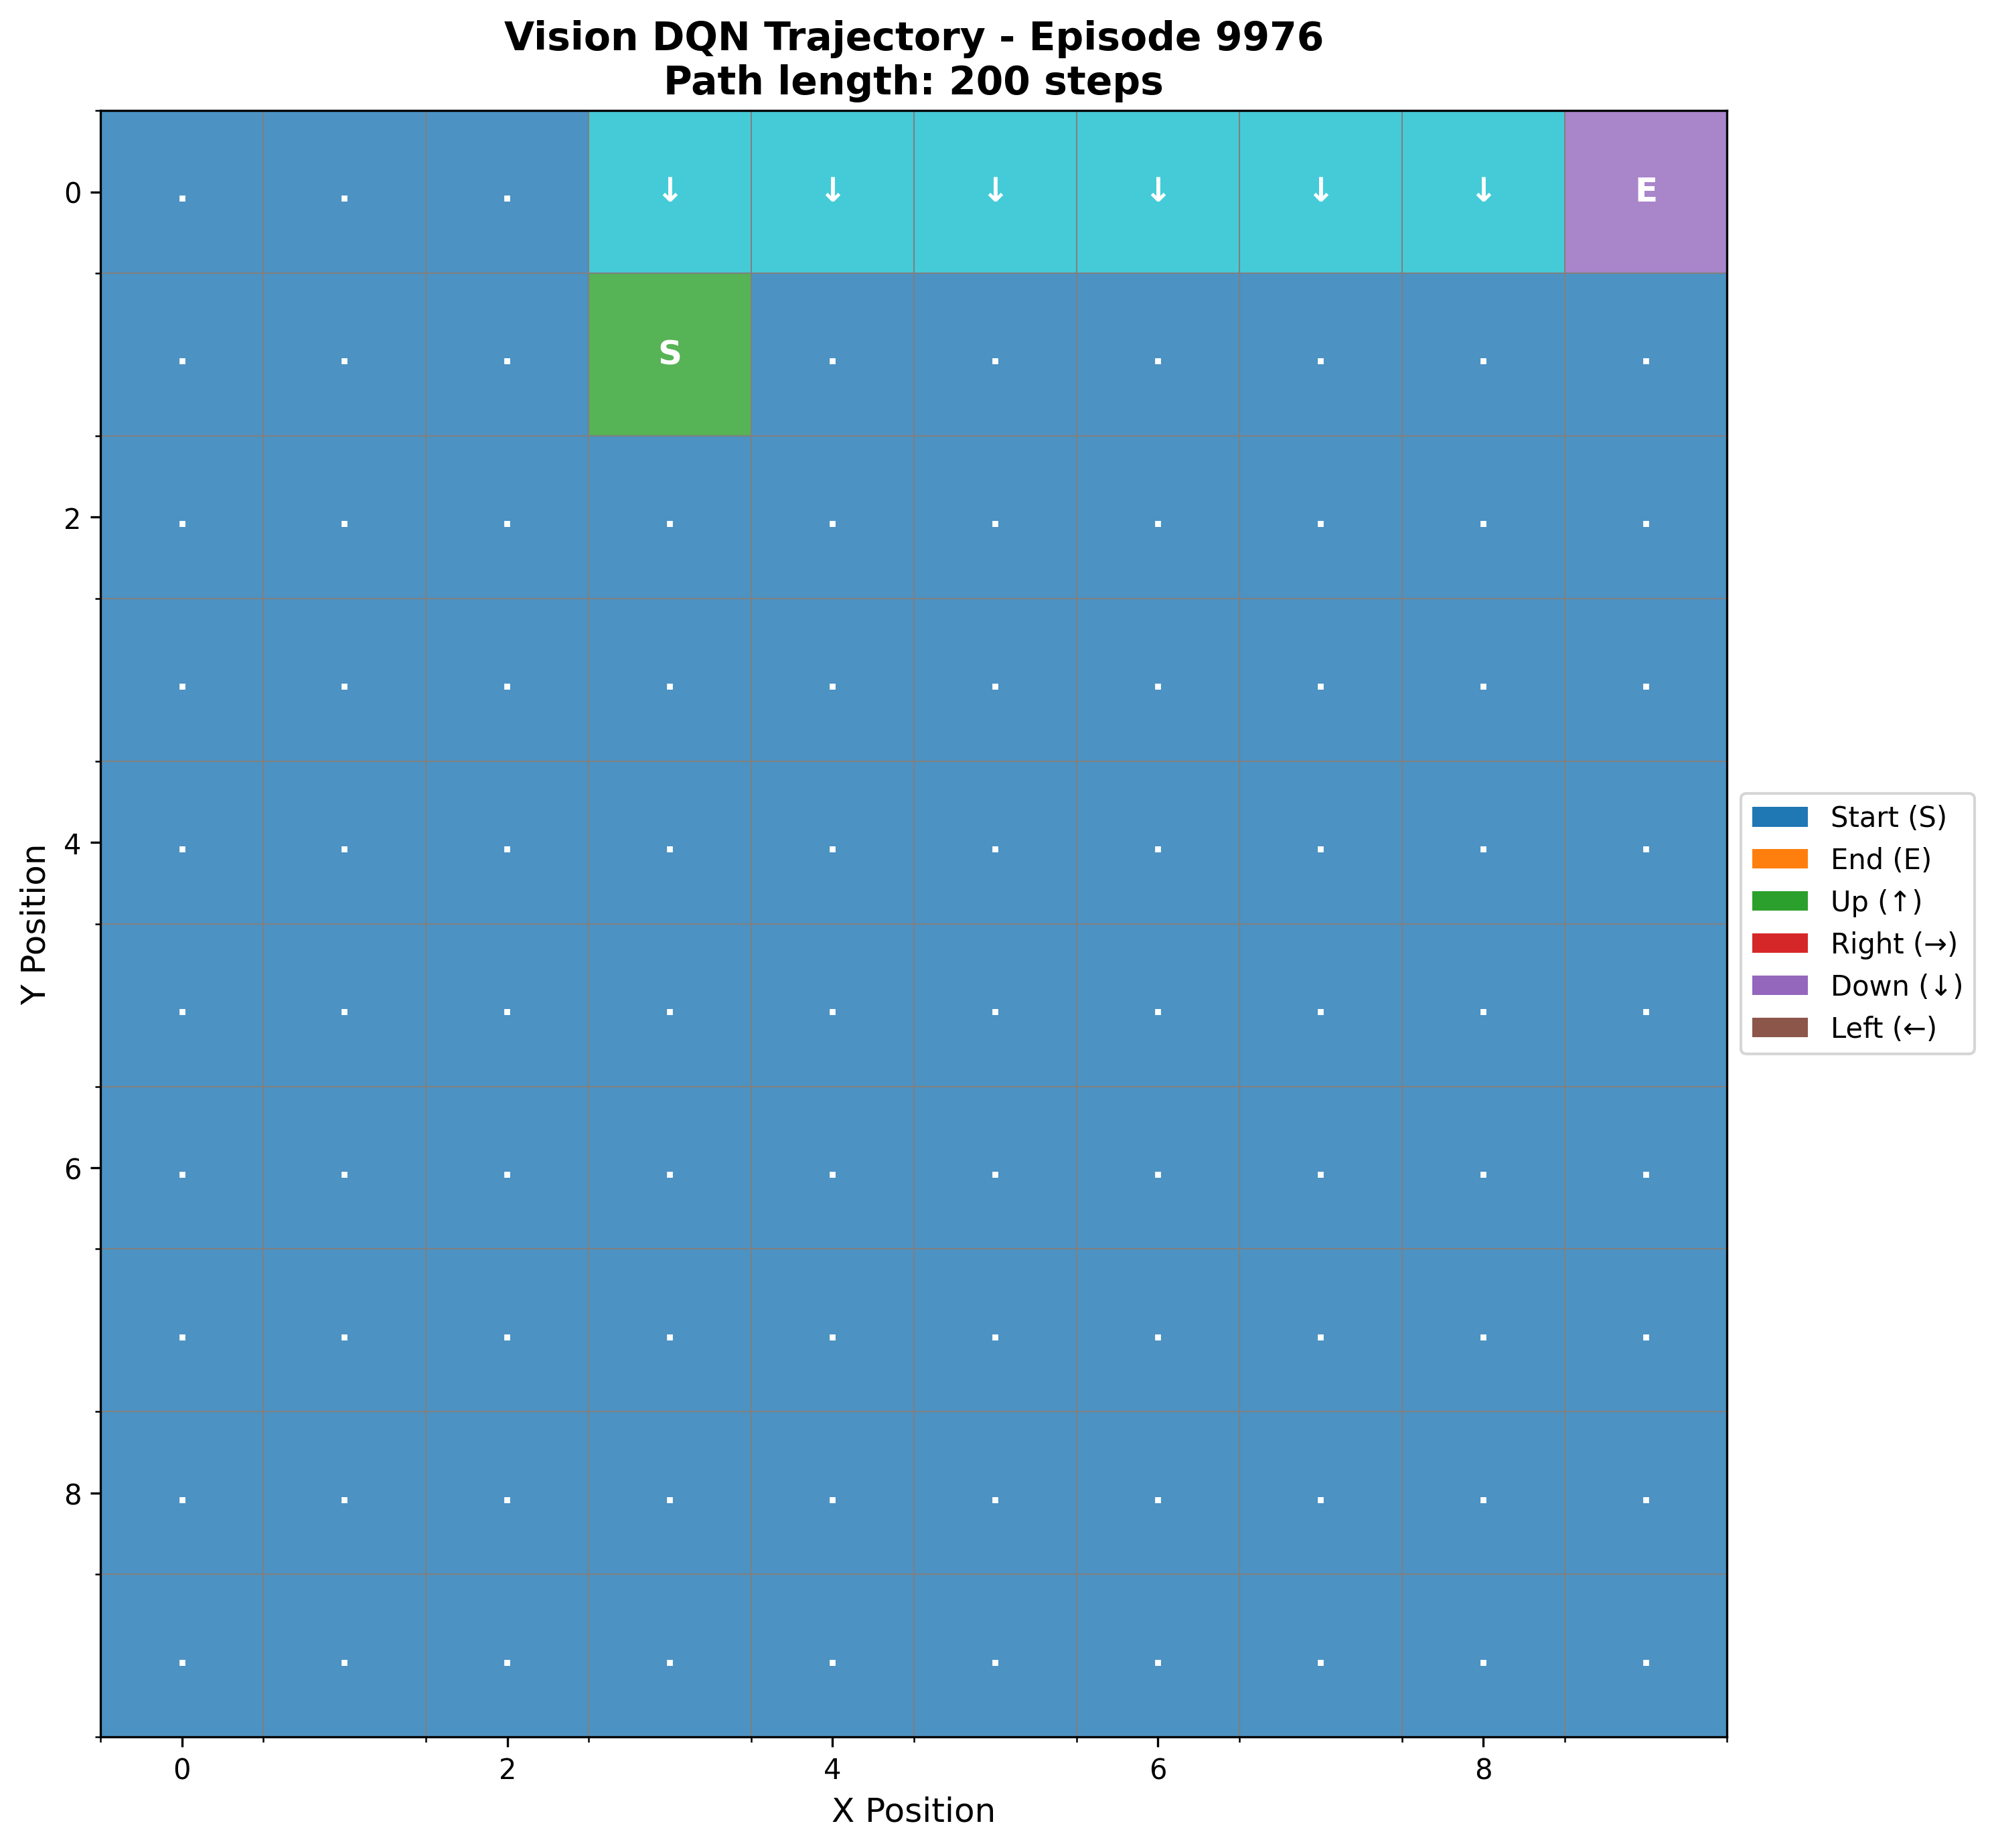 Vision DQN Trajectory - Episode 9976
Path length: 200 steps
0 . . . ↓ ↓ ↓ ↓ ↓ ↓ E
. . . S . . . . . .
2 . . . . . . . . . .
. . . . . . . . . .
4 . . . . . . . . . .
. . . . . . . . . .
6 . . . . . . . . . .
. . . . . . . . . .
8 . . . . . . . . . .
. . . . . . . . . .
0 2 4 6 8
X Position
Y Position
Start (S)
End (E)
Up (↑)
Right (→)
Down (↓)
Left (←)